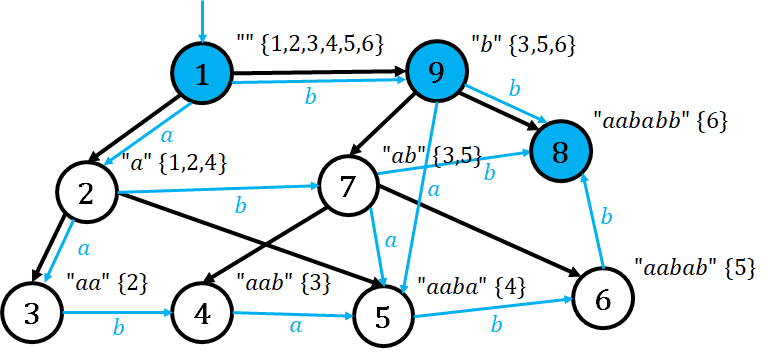 "" {1,2,3,4,5,6}
"b" {3,5,6}
1
9
b
b
a
"aababb" {6}
8
"a" {1,2,4}
"ab" {3,5}
2
7
b
b
a
a
a
b
"aa" {2}
"aab" {3}
"aaba" {4}
"aabab" {5}
3
4
5
6
b
a
b